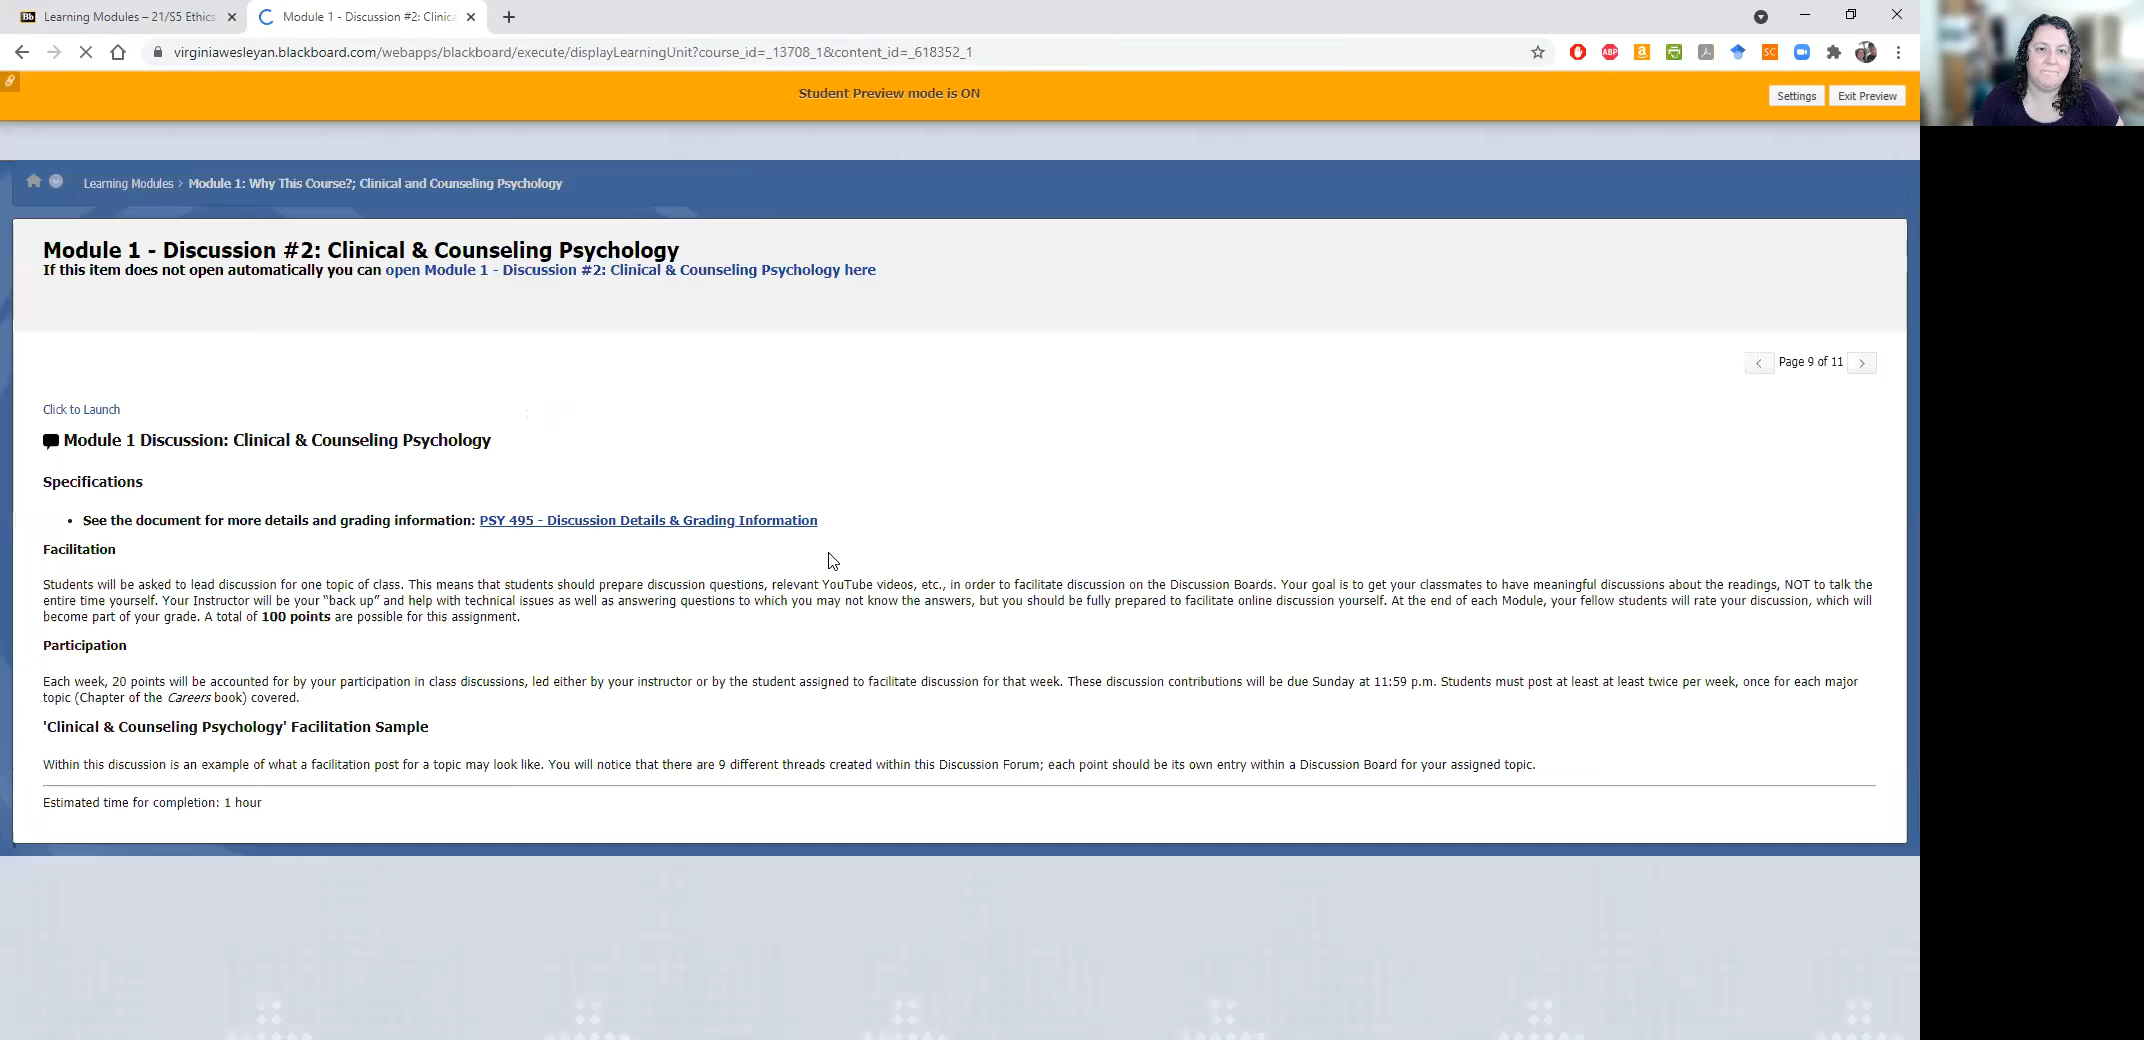 Bb Learning Modules – 21/S5 Ethics
Module 1 - Discussion #2: Clinic
virginiawesleyan.blackboard.com/webapps/blackboard/execute/displayLearningUnit?course_id=_13708_1&content_id=_618352_1
ABP
a
SC
Student Preview mode is ON
Settings
Exit Preview
Learning Modules > Module 1: Why This Course?; Clinical and Counseling Psychology
Module 1 - Discussion #2: Clinical & Counseling Psychology
If this item does not open automatically you can open Module 1 - Discussion #2: Clinical & Counseling Psychology here
< Page 9 of 11 >
Click to Launch
Module 1 Discussion: Clinical & Counseling Psychology
Specifications
• See the document for more details and grading information: PSY 495 - Discussion Details & Grading Information
Facilitation
Students will be asked to lead discussion for one topic of class. This means that students should prepare discussion questions, relevant YouTube videos, etc., in order to facilitate discussion on the Discussion Boards. Your goal is to get your classmates to have meaningful discussions about the readings, NOT to talk the
entire time yourself. Your Instructor will be your “back up” and help with technical issues as well as answering questions to which you may not know the answers, but you should be fully prepared to facilitate online discussion yourself. At the end of each Module, your fellow students will rate your discussion, which will
become part of your grade. A total of 100 points are possible for this assignment.
Participation
Each week, 20 points will be accounted for by your participation in class discussions, led either by your instructor or by the student assigned to facilitate discussion for that week. These discussion contributions will be due Sunday at 11:59 p.m. Students must post at least at least twice per week, once for each major
topic (Chapter of the Careers book) covered.
'Clinical & Counseling Psychology' Facilitation Sample
Within this discussion is an example of what a facilitation post for a topic may look like. You will notice that there are 9 different threads created within this Discussion Forum; each point should be its own entry within a Discussion Board for your assigned topic.
Estimated time for completion: 1 hour